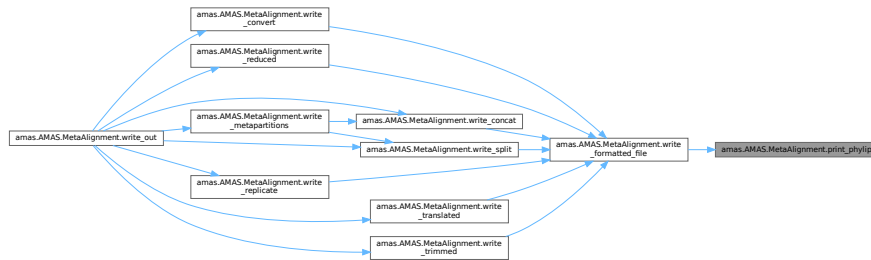 amas.AMAS.MetaAlignment.write
_convert
amas.AMAS.MetaAlignment.write
_reduced
amas.AMAS.MetaAlignment.write
_metapartitions
amas.AMAS.MetaAlignment.write_concat
amas.AMAS.MetaAlignment.write_out
amas.AMAS.MetaAlignment.write_split
amas.AMAS.MetaAlignment.write
_formatted_file
amas.AMAS.MetaAlignment.print_phylip
amas.AMAS.MetaAlignment.write
_replicate
amas.AMAS.MetaAlignment.write
_translated
amas.AMAS.MetaAlignment.write
_trimmed